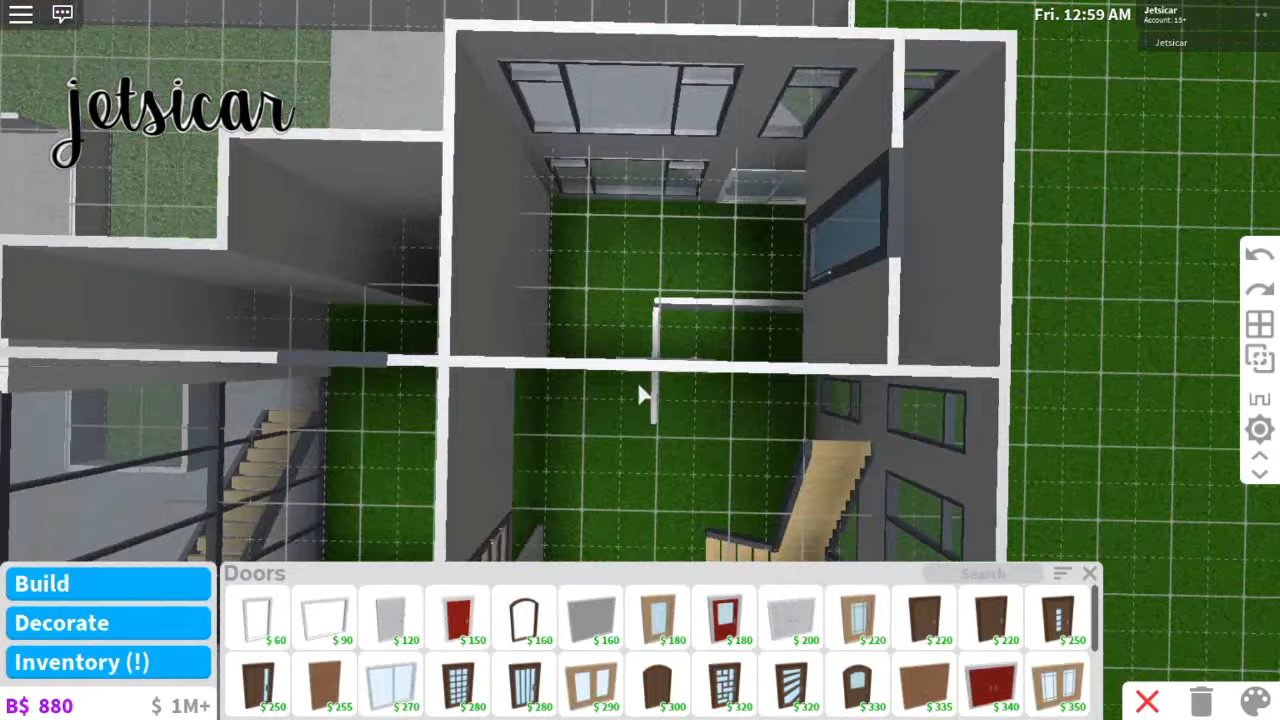 Fri. 12:59 AM
Jetsicar
Account: 13+
Jetsicar
jetsicar
Doors
Search
$ 60
$ 90
$ 120
$ 150
$ 160
$ 160
$ 180
$ 180
$ 200
$ 220
$ 220
$ 220
$ 250
$ 250
$ 255
$ 270
$ 280
$ 280
$ 290
$ 300
$ 320
$ 320
$ 330
$ 335
$ 340
$ 350
Build
Decorate
Inventory (!)
B$ 880
$ 1M+